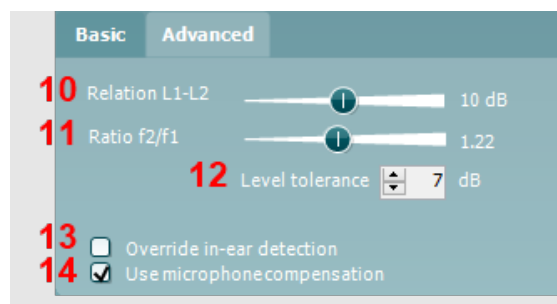 Basic Advanced
10 Relation L1-L2 10 dB
11 Ratio f2/f1 1.22
12 Level tolerance 7 dB
13 Override in-ear detection
14 Use microphone compensation